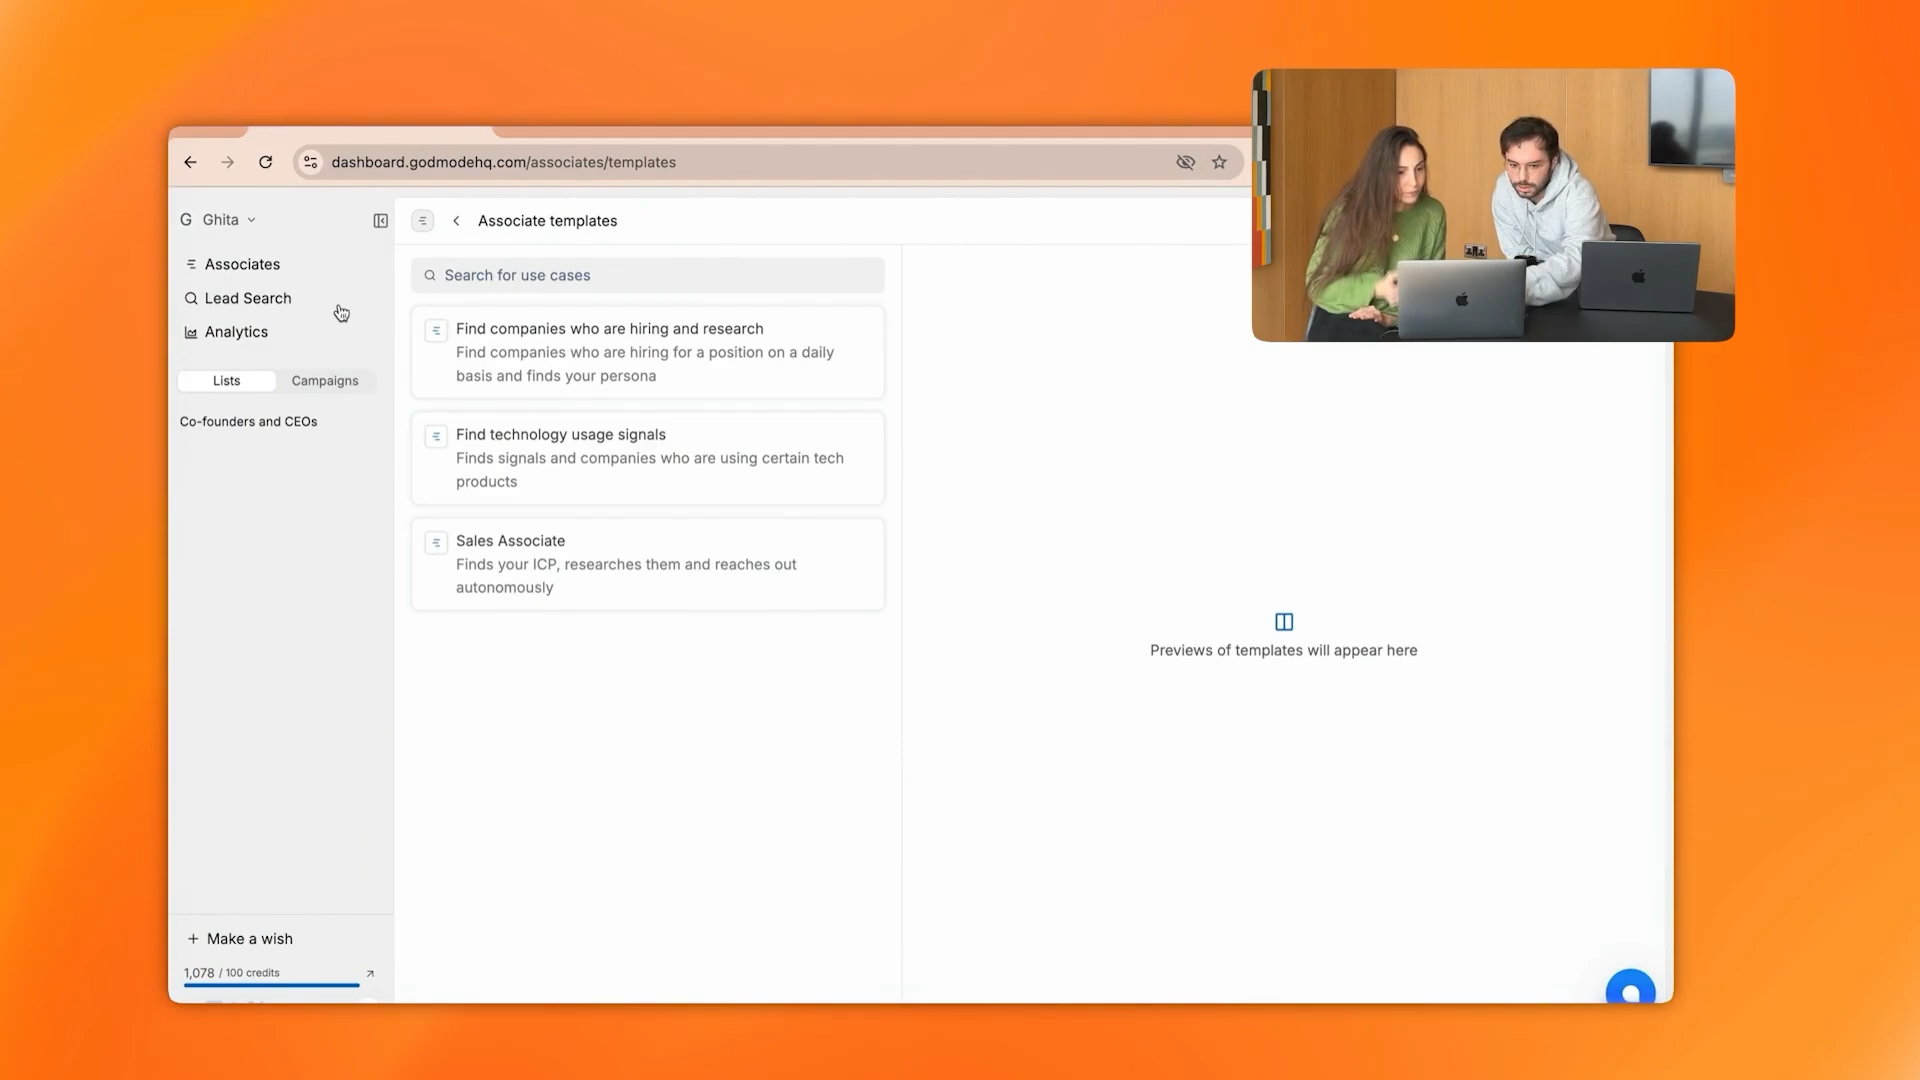 dashboard.godmodehq.com/associates/templates
G Ghita
Associates
Lead Search
Analytics
Lists Campaigns
Co-founders and CEOs
Make a wish
1,078 / 100 credits
Associate templates
Search for use cases
Find companies who are hiring and research
Find companies who are hiring for a position on a daily
basis and finds your persona
Find technology usage signals
Finds signals and companies who are using certain tech
products
Sales Associate
Finds your ICP, researches them and reaches out
autonomously
Previews of templates will appear here